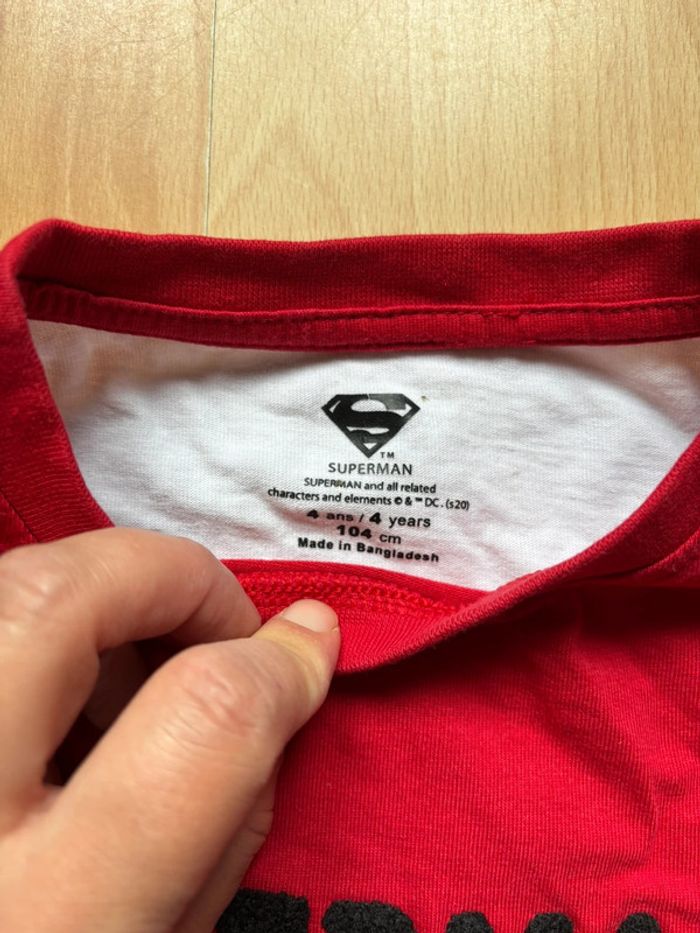 S
TM
SUPERMAN
SUPERMAN and all related
characters and elements © & ™ DC. (s20)
4 ans / 4 years
104 cm
Made in Bangladesh